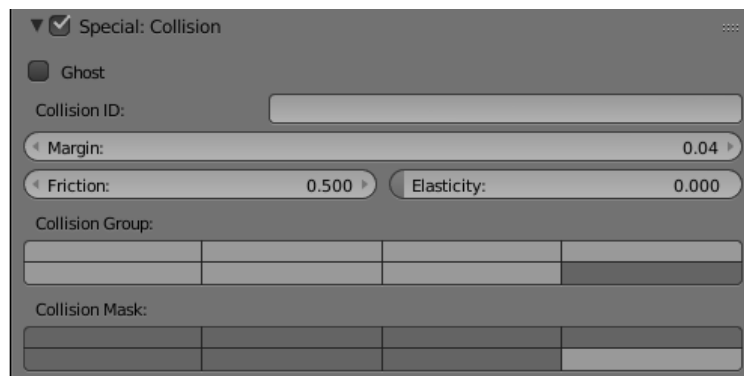 Special: Collision
Ghost
Collision ID:
Margin: 0.04
Friction: 0.500 Elasticity: 0.000
Collision Group:
Collision Mask: